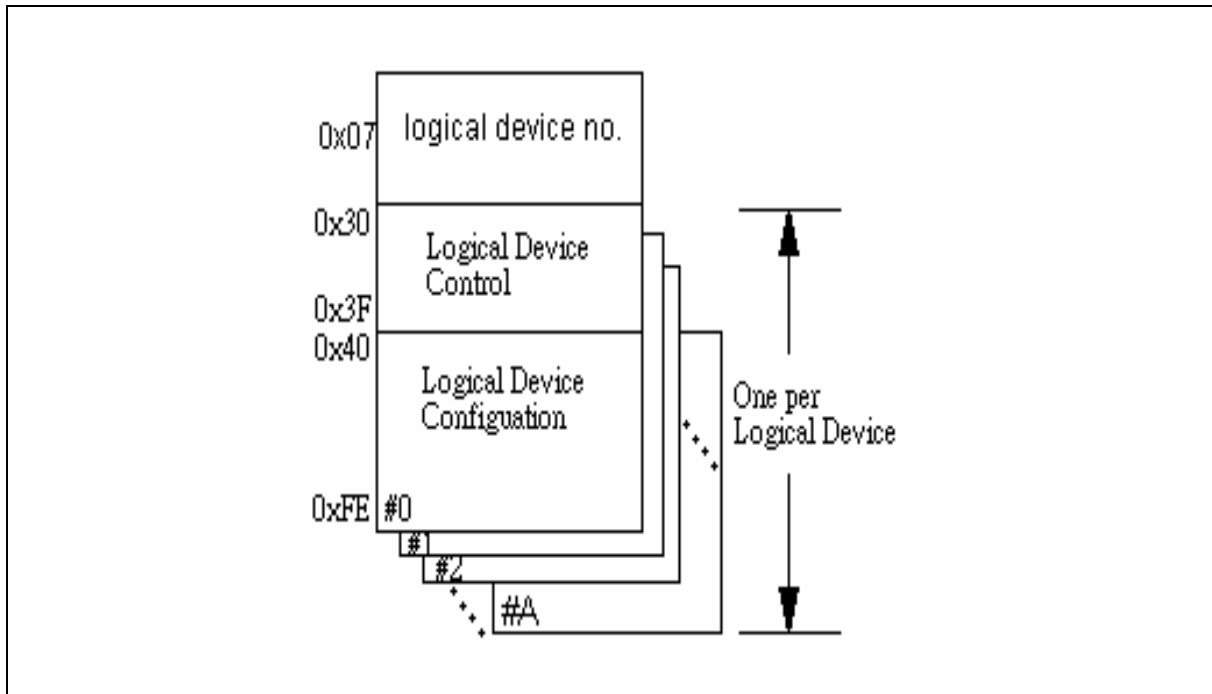 0x07
logical device no.
0x30
Logical Device
Control
0x3F
0x40
Logical Device
Configuation
One per
Logical Device
0xFE
#0
#
#2
#A